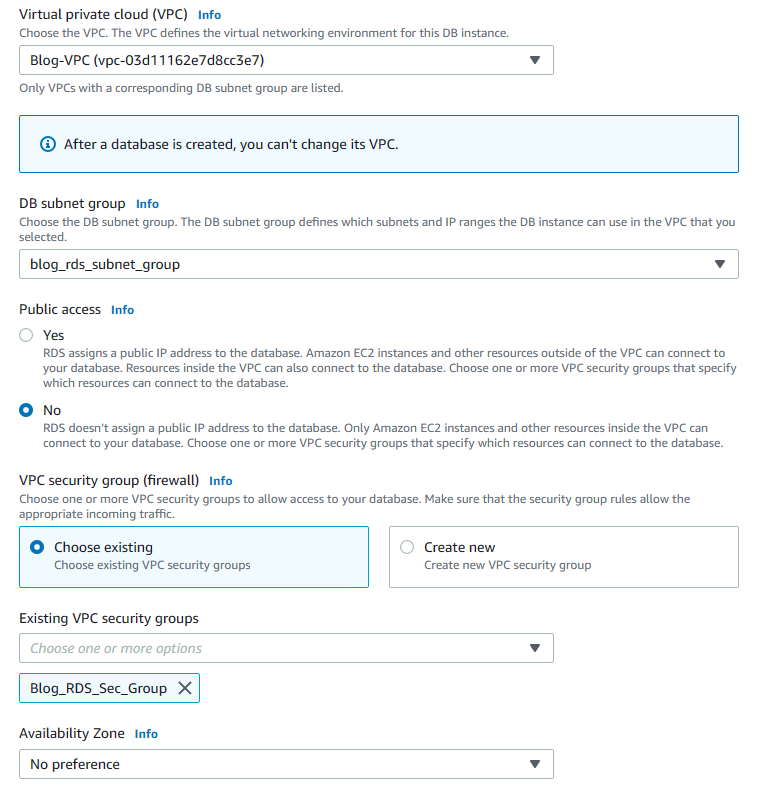 Virtual private cloud (VPC) Info
Choose the VPC. The VPC defines the virtual networking environment for this DB instance.
Blog-VPC (vpc-03d11162e7d8cc3e7)
Only VPCs with a corresponding DB subnet group are listed.
After a database is created, you can't change its VPC.
DB subnet group Info
Choose the DB subnet group. The DB subnet group defines which subnets and IP ranges the DB instance can use in the VPC that you
selected.
blog_rds_subnet_group
Public access Info
Yes
RDS assigns a public IP address to the database. Amazon EC2 instances and other resources outside of the VPC can connect to
your database. Resources inside the VPC can also connect to the database. Choose one or more VPC security groups that specify
which resources can connect to the database.
No
RDS doesn't assign a public IP address to the database. Only Amazon EC2 instances and other resources inside the VPC can
connect to your database. Choose one or more VPC security groups that specify which resources can connect to the database.
VPC security group (firewall) Info
Choose one or more VPC security groups to allow access to your database. Make sure that the security group rules allow the
appropriate incoming traffic.
Choose existing
Choose existing VPC security groups
Create new
Create new VPC security group
Existing VPC security groups
Choose one or more options
Blog_RDS_Sec_Group
Availability Zone Info
No preference